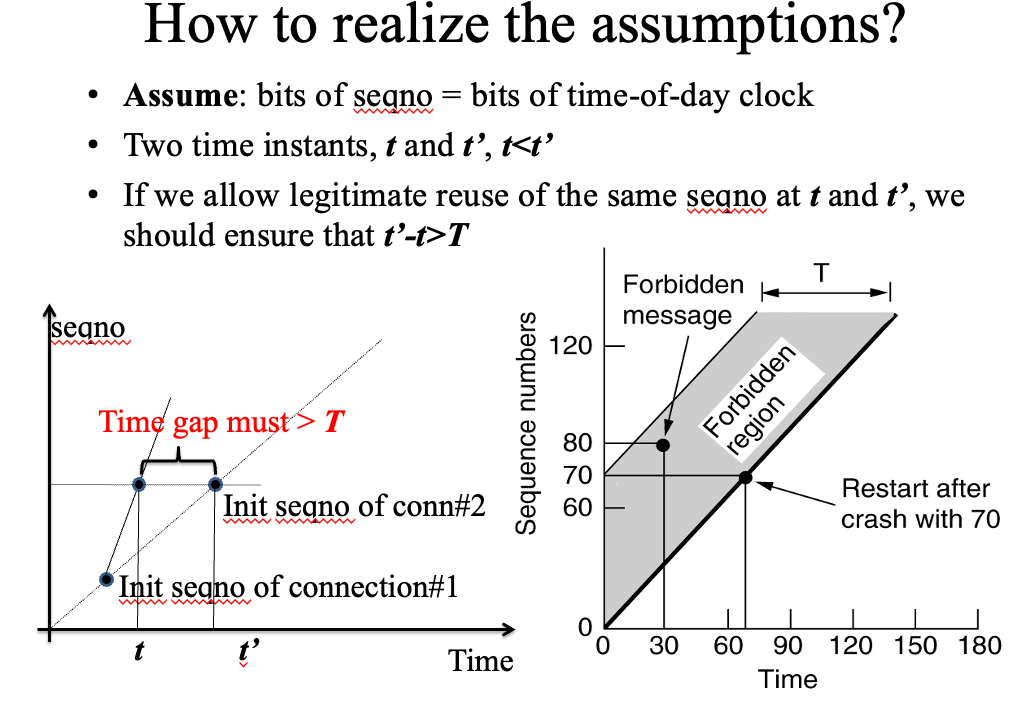 How to realize the assumptions?
• Assume: bits of seqno = bits of time-of-day clock
• Two time instants, t and t’, t<t’
• If we allow legitimate reuse of the same seqno at t and t’, we
should ensure that t’-t>T
seqno
Time gap must > T
Init seqno of conn#2
Init seqno of connection#1
t
t’
Time
Forbidden
message
T
Sequence numbers
120
80
70
60
0
Forbidden
region
Restart after
crash with 70
0 30 60 90 120 150 180
Time